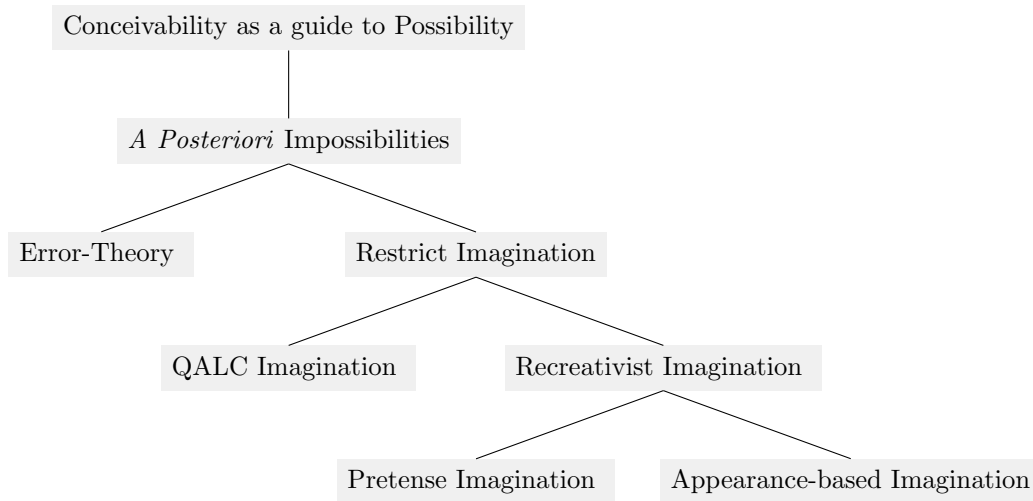 Conceivability as a guide to Possibility
A Posteriori Impossibilities
Error-Theory
Restrict Imagination
QALC Imagination
Recreativist Imagination
Pretense Imagination
Appearance-based Imagination